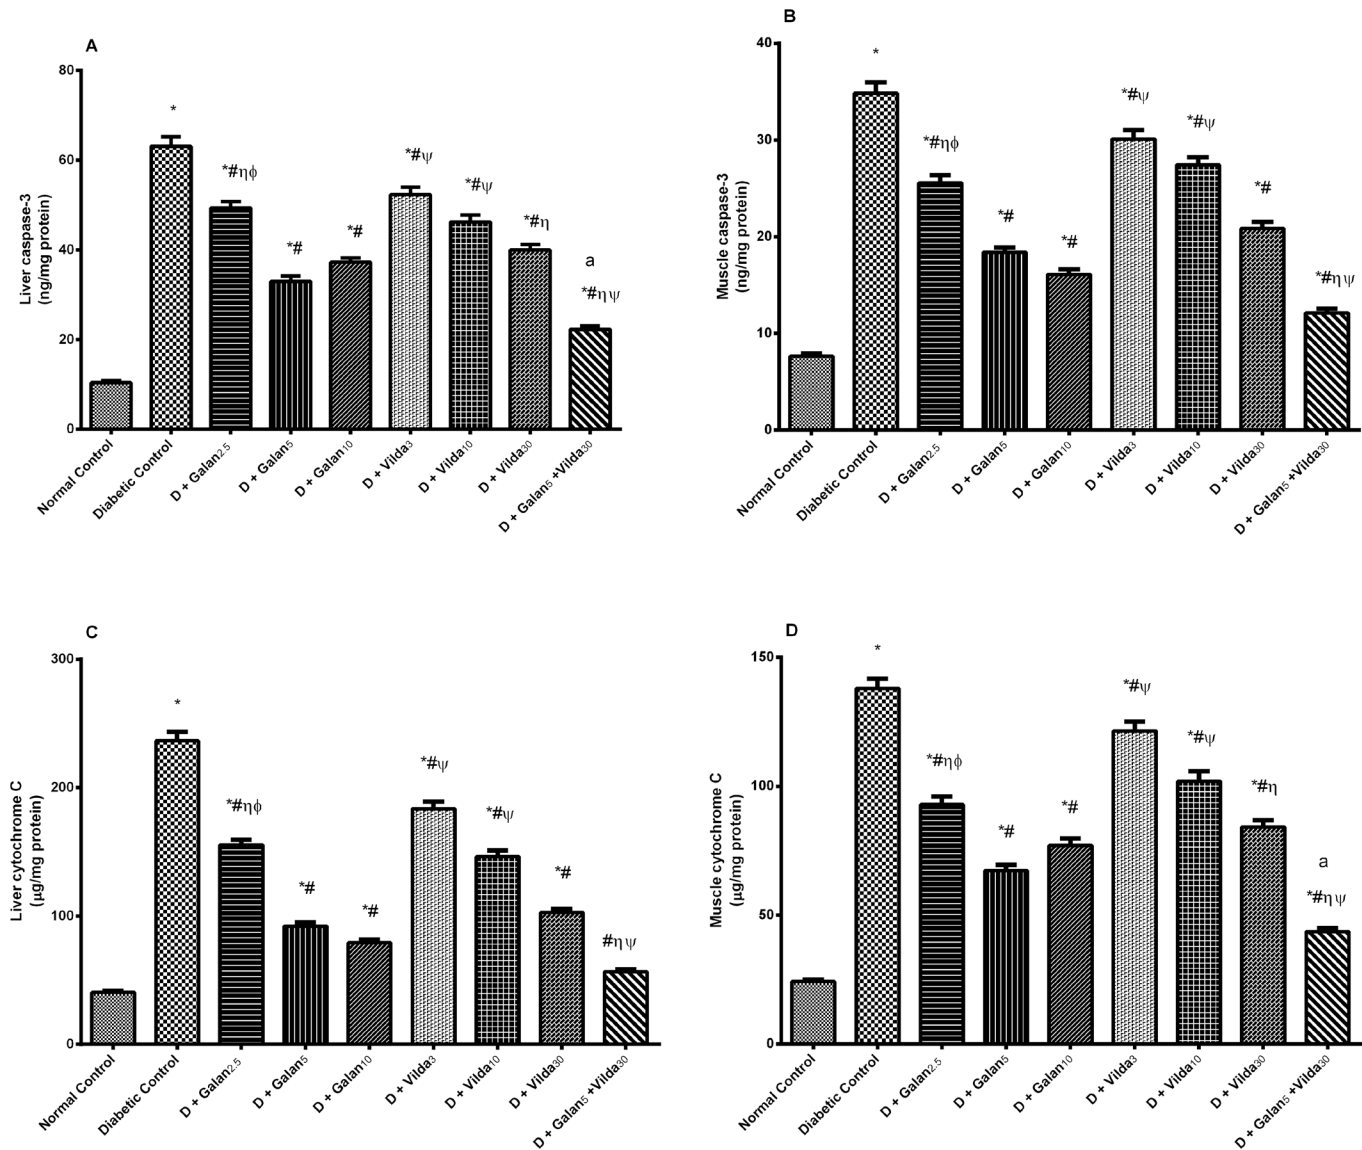 A
Liver caspase-3
(ng/mg protein)
80
60
40
20
0
*
*#ηϕ
*#
*#
*#ψ
*#ψ
*#η
a
*#ηψ
Normal Control
Diabetic Control
D + Galan2.5
D + Galan5
D + Galan10
D + Vilda3
D + Vilda10
D + Vilda30
D + Galan5 +Vilda30
B
Muscle caspase-3
(ng/mg protein)
40
30
20
10
0
*
*#ηϕ
*#
*#
*#ψ
*#ψ
*#
*#ηψ
Normal Control
Diabetic Control
D + Galan2.5
D + Galan5
D + Galan10
D + Vilda3
D + Vilda10
D + Vilda30
D + Galan5 +Vilda30
C
Liver cytochrome C
(µg/mg protein)
300
200
100
0
*
*#ηϕ
*#
*#
*#ψ
*#ψ
*#
#ηψ
Normal Control
Diabetic Control
D + Galan2.5
D + Galan5
D + Galan10
D + Vilda3
D + Vilda10
D + Vilda30
D + Galan5 +Vilda30
D
Muscle cytochrome C
(µg/mg protein)
150
100
50
0
*
*#ηϕ
*#
*#
*#ψ
*#ψ
*#η
a
*#ηψ
Normal Control
Diabetic Control
D + Galan2.5
D + Galan5
D + Galan10
D + Vilda3
D + Vilda10
D + Vilda30
D + Galan5 +Vilda30